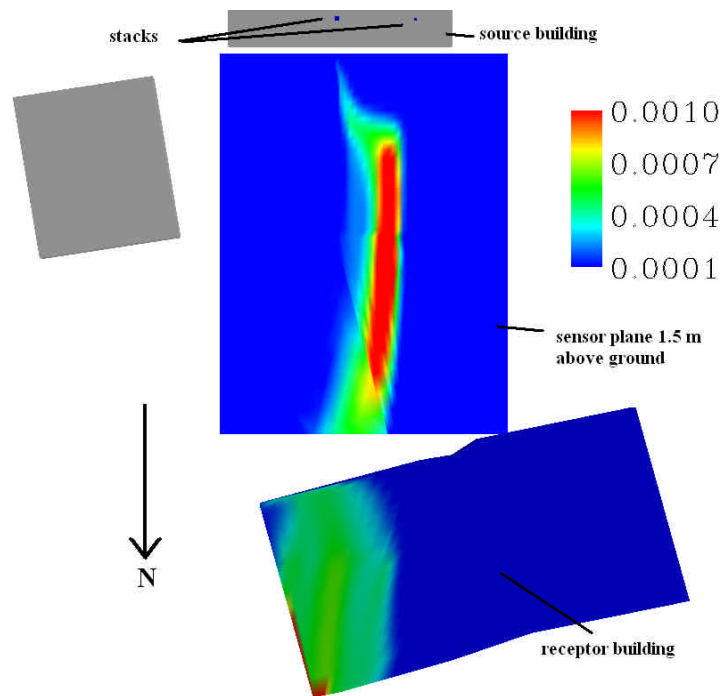 stacks
source building
0.0010
0.0007
0.0004
0.0001
sensor plane 1.5 m
above ground
N
receptor building